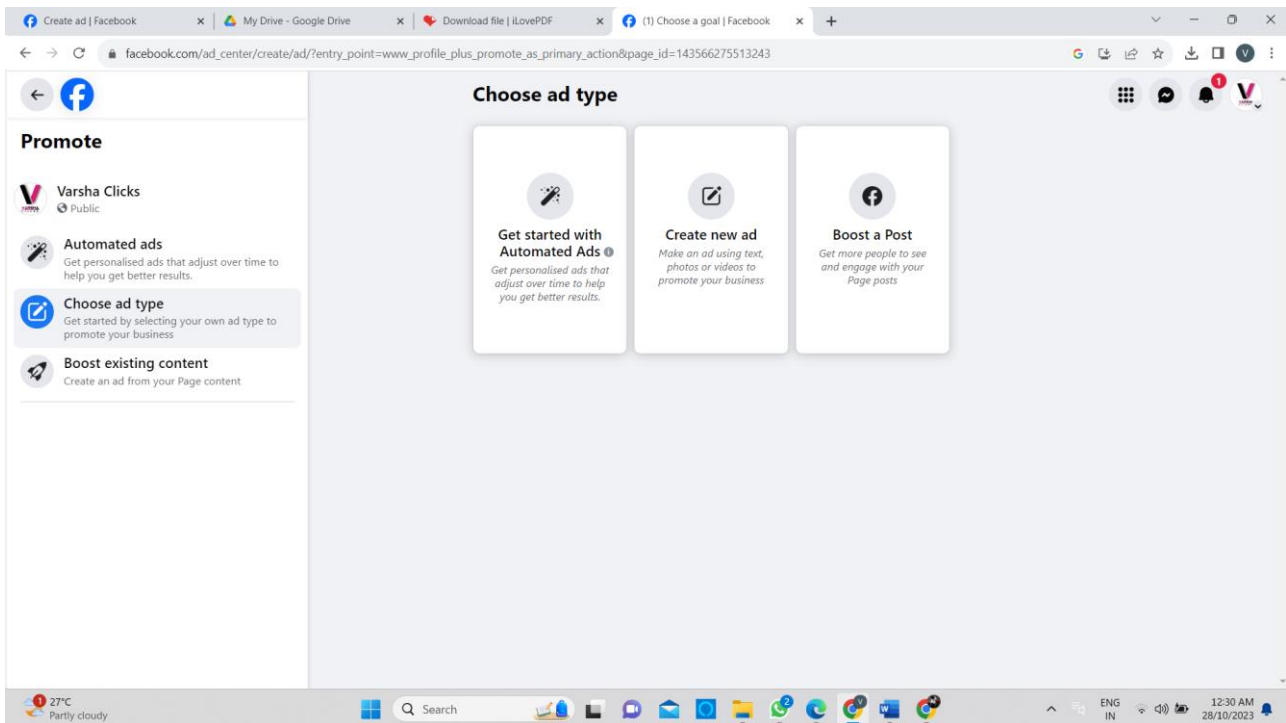 Create ad | Facebook
My Drive - Google Drive
Download file | iLovePDF
(1) Choose a goal | Facebook
facebook.com/ad_center/create/ad/?entry_point=www_profile_plus_promote_as_primary_action&page_id=143566275513243
V
Choose ad type
1
Promote
Varsha Clicks
Public
Automated ads
Get personalised ads that adjust over time to
help you get better results.
Choose ad type
Get started by selecting your own ad type to
promote your business
Boost existing content
Create an ad from your Page content
Get started with
Automated Ads
Get personalised ads that
adjust over time to help
you get better results.
Create new ad
Make an ad using text,
photos or videos to
promote your business
Boost a Post
Get more people to see
and engage with your
Page posts
1
27°C
Partly cloudy
Search
2
ENG
IN
12:30 AM
28/10/2023